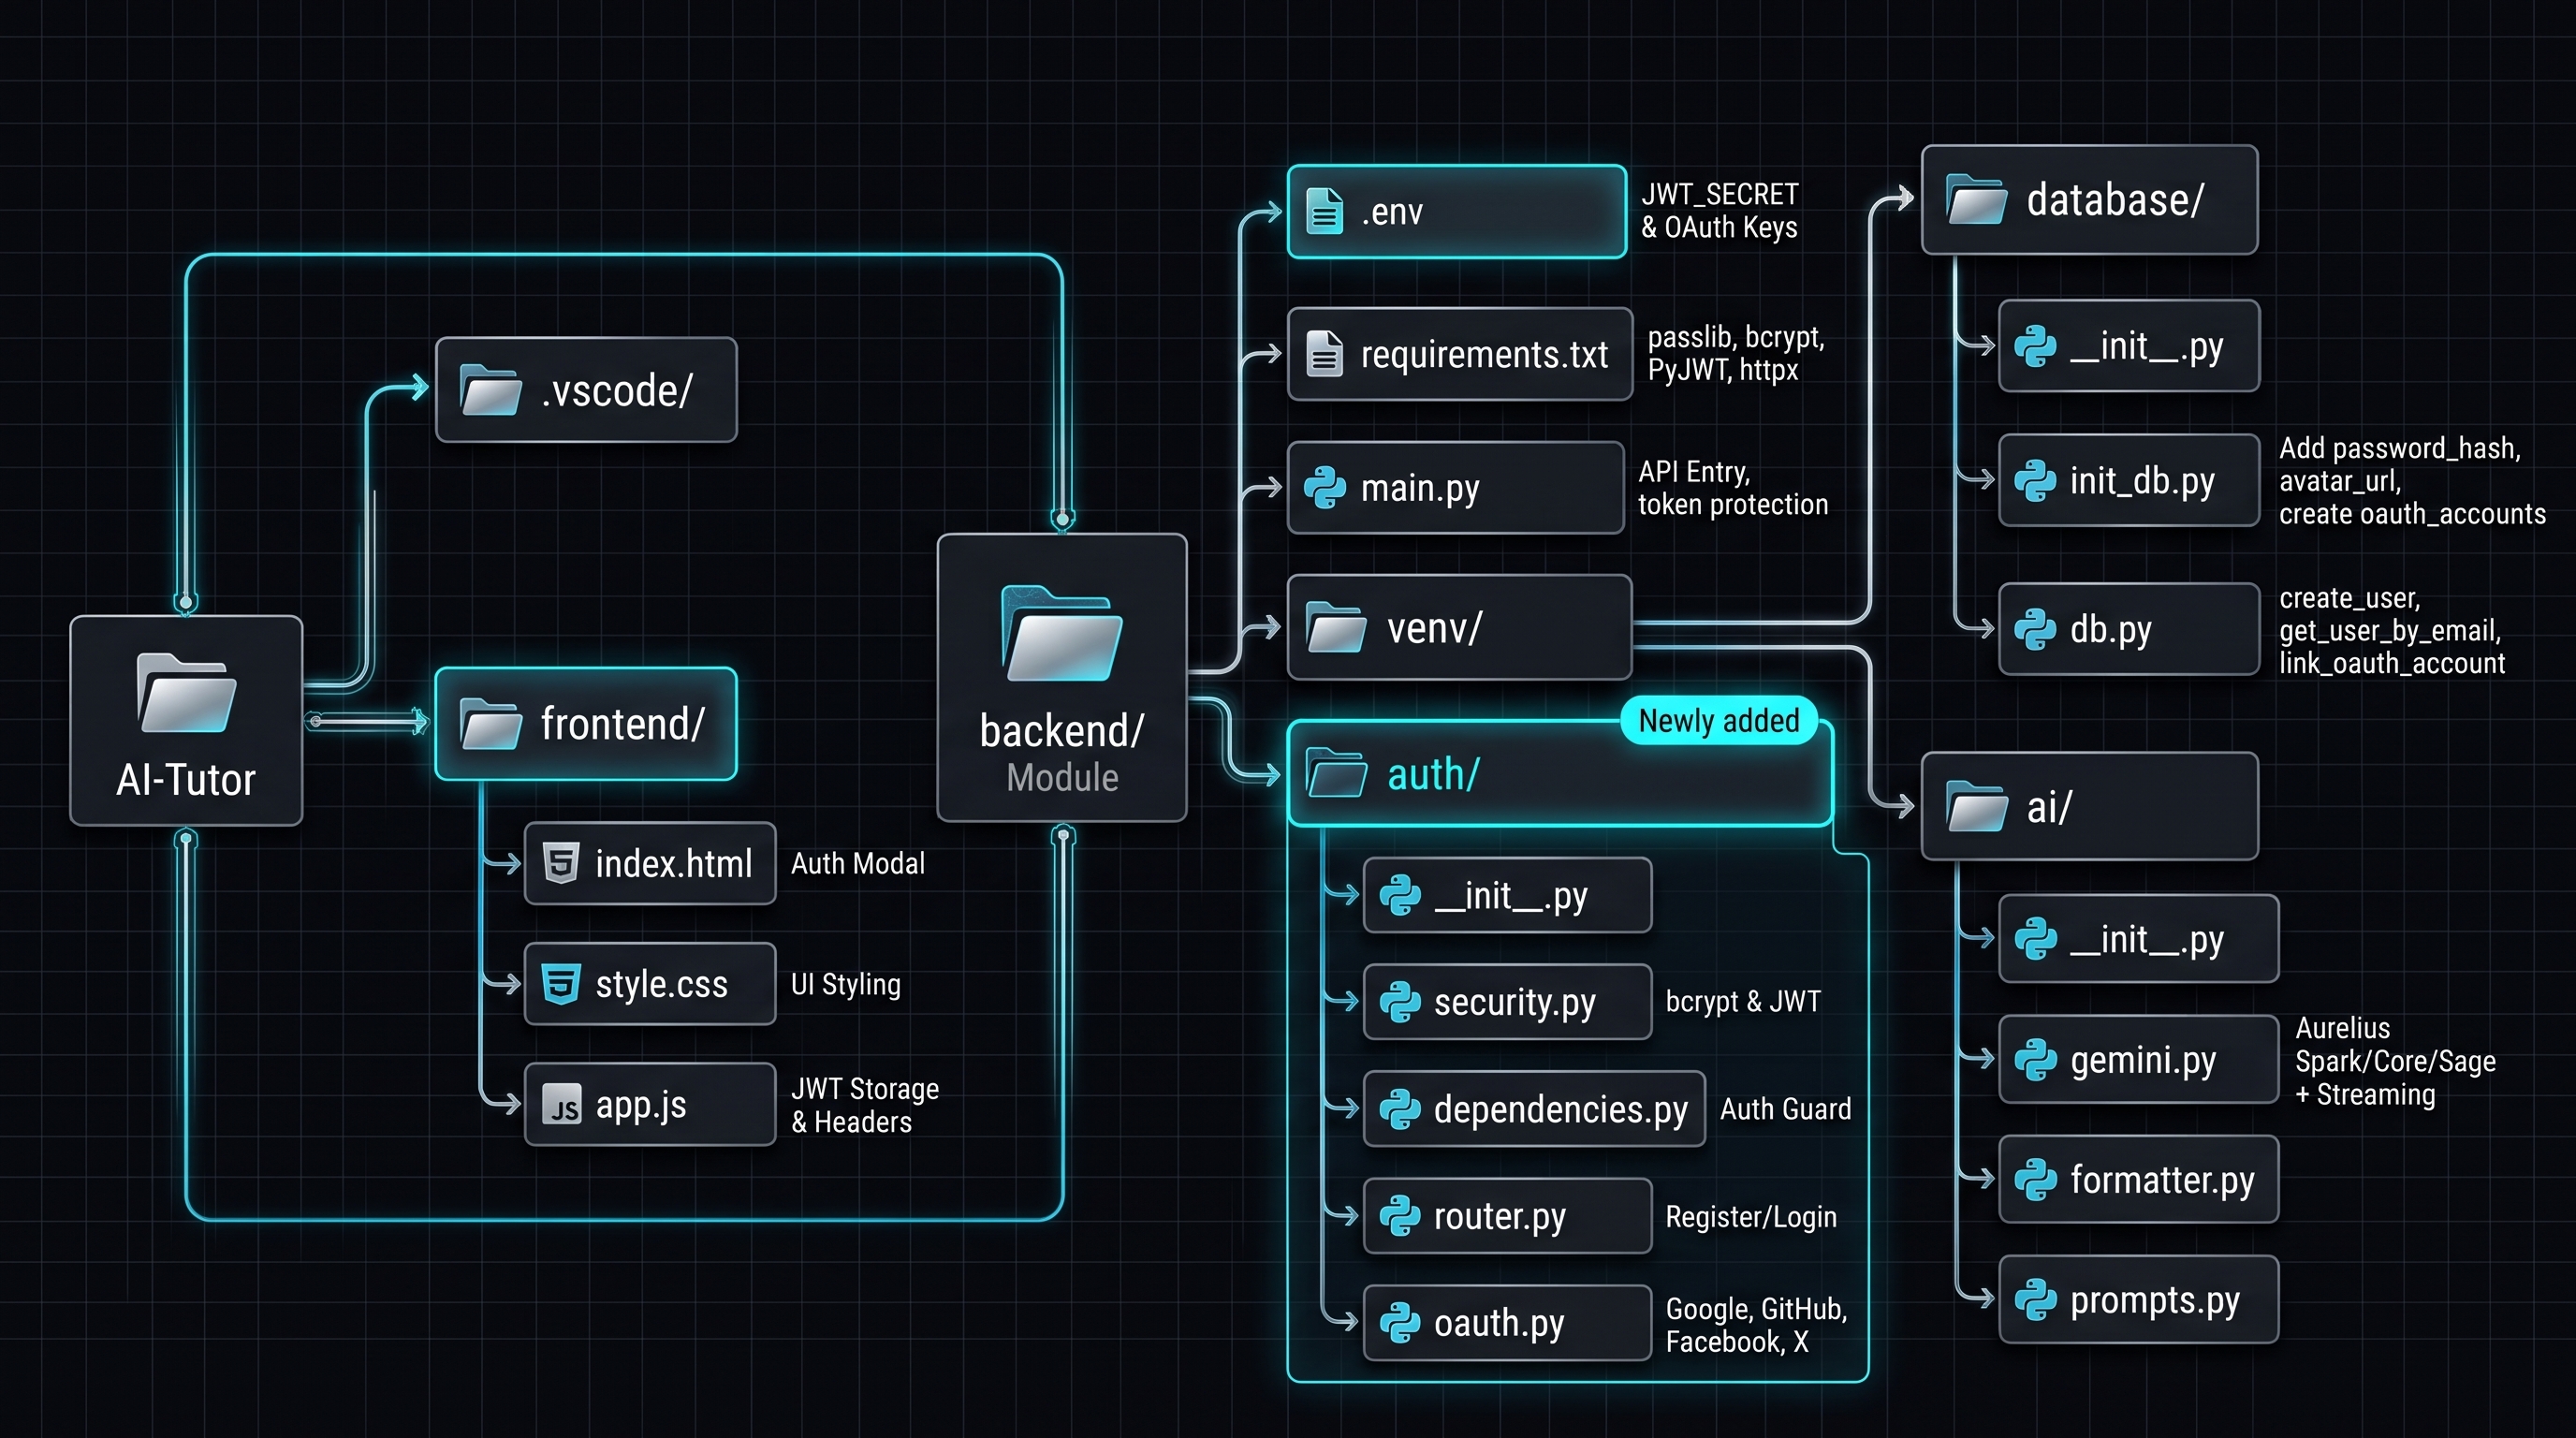 AI-Tutor
.vscode/
frontend/
index.html
Auth Modal
style.css
UI Styling
JS
app.js
JWT Storage
& Headers
backend/
Module
.env
JWT_SECRET
& OAuth Keys
requirements.txt
passlib, bcrypt,
PyJWT, httpx
main.py
API Entry,
token protection
venv/
Newly added
auth/
__init__.py
security.py
bcrypt & JWT
dependencies.py
Auth Guard
router.py
Register/Login
oauth.py
Google, GitHub,
Facebook, X
database/
__init__.py
init_db.py
Add password_hash,
avatar_url,
create oauth_accounts
db.py
create_user,
get_user_by_email,
link_oauth_account
ai/
__init__.py
gemini.py
Aurelius
Spark/Core/Sage
+ Streaming
formatter.py
prompts.py